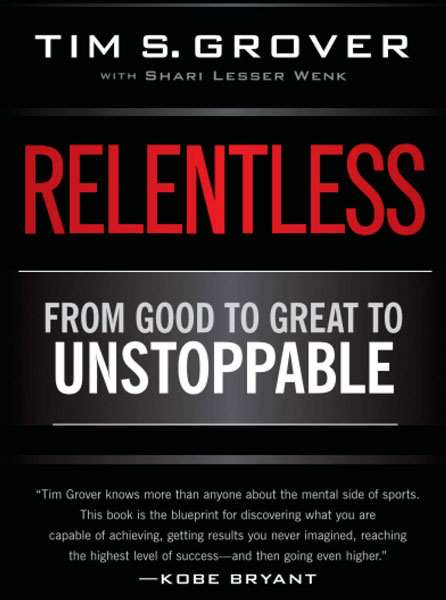 TIM S. GROVER
WITH SHARI LESSER WENK
RELENTLESS
FROM GOOD TO GREAT TO
UNSTOPPABLE
“Tim Grover knows more than anyone about the mental side of sports.
This book is the blueprint for discovering what you are
capable of achieving, getting results you never imagined, reaching
the highest level of success—and then going even higher.”
—KOBE BRYANT